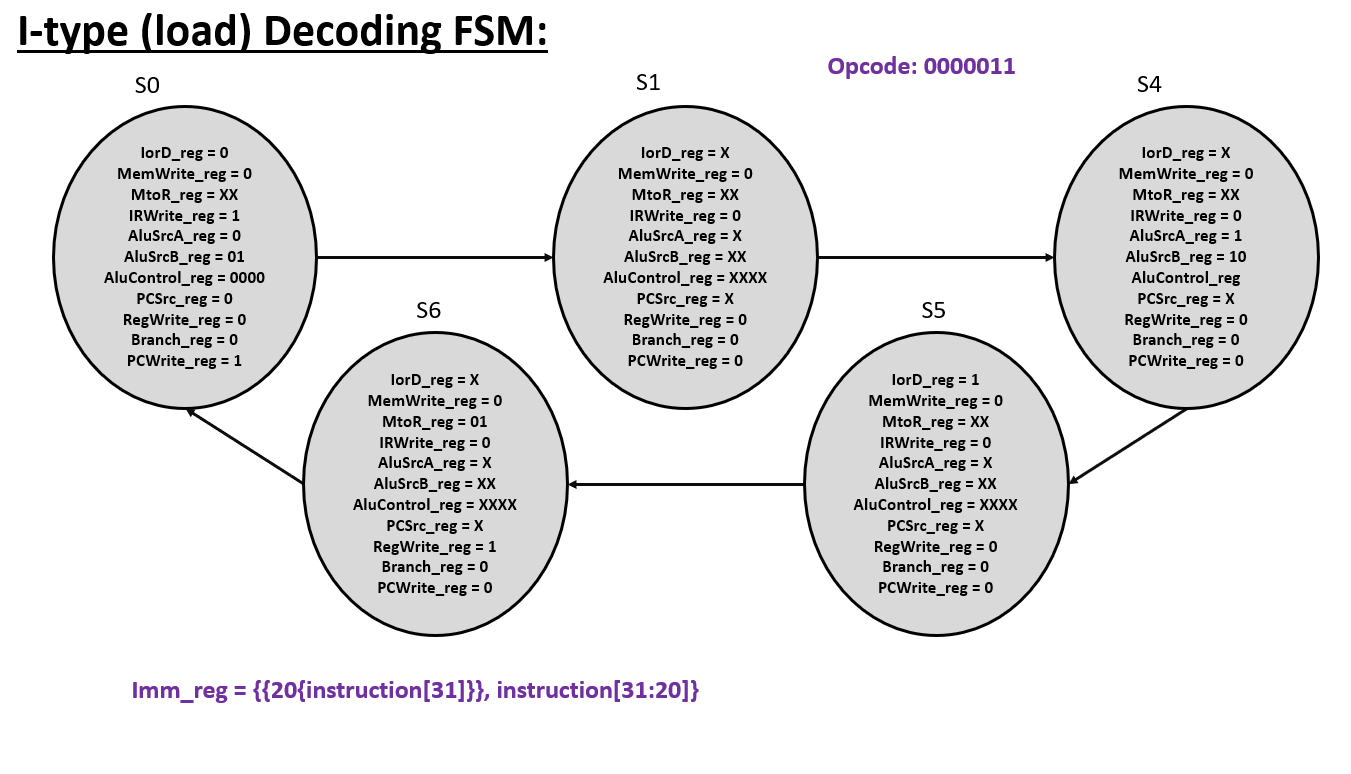 I-type (load) Decoding FSM:
Opcode: 0000011
S0
IorD_reg = 0
MemWrite_reg = 0
MtoR_reg = XX
IRWrite_reg = 1
AluSrcA_reg = 0
AluSrcB_reg = 01
AluControl_reg = 0000
PCSrc_reg = 0
RegWrite_reg = 0
Branch_reg = 0
PCWrite_reg = 1
S1
IorD_reg = X
MemWrite_reg = 0
MtoR_reg = XX
IRWrite_reg = 0
AluSrcA_reg = X
AluSrcB_reg = XX
AluControl_reg = XXXX
PCSrc_reg = X
RegWrite_reg = 0
Branch_reg = 0
PCWrite_reg = 0
S4
IorD_reg = X
MemWrite_reg = 0
MtoR_reg = XX
IRWrite_reg = 0
AluSrcA_reg = 1
AluSrcB_reg = 10
AluControl_reg
PCSrc_reg = X
RegWrite_reg = 0
Branch_reg = 0
PCWrite_reg = 0
S6
IorD_reg = X
MemWrite_reg = 0
MtoR_reg = 01
IRWrite_reg = 0
AluSrcA_reg = X
AluSrcB_reg = XX
AluControl_reg = XXXX
PCSrc_reg = X
RegWrite_reg = 1
Branch_reg = 0
PCWrite_reg = 0
S5
IorD_reg = 1
MemWrite_reg = 0
MtoR_reg = XX
IRWrite_reg = 0
AluSrcA_reg = X
AluSrcB_reg = XX
AluControl_reg = XXXX
PCSrc_reg = X
RegWrite_reg = 0
Branch_reg = 0
PCWrite_reg = 0
Imm_reg = {{20{instruction[31]}}, instruction[31:20]}